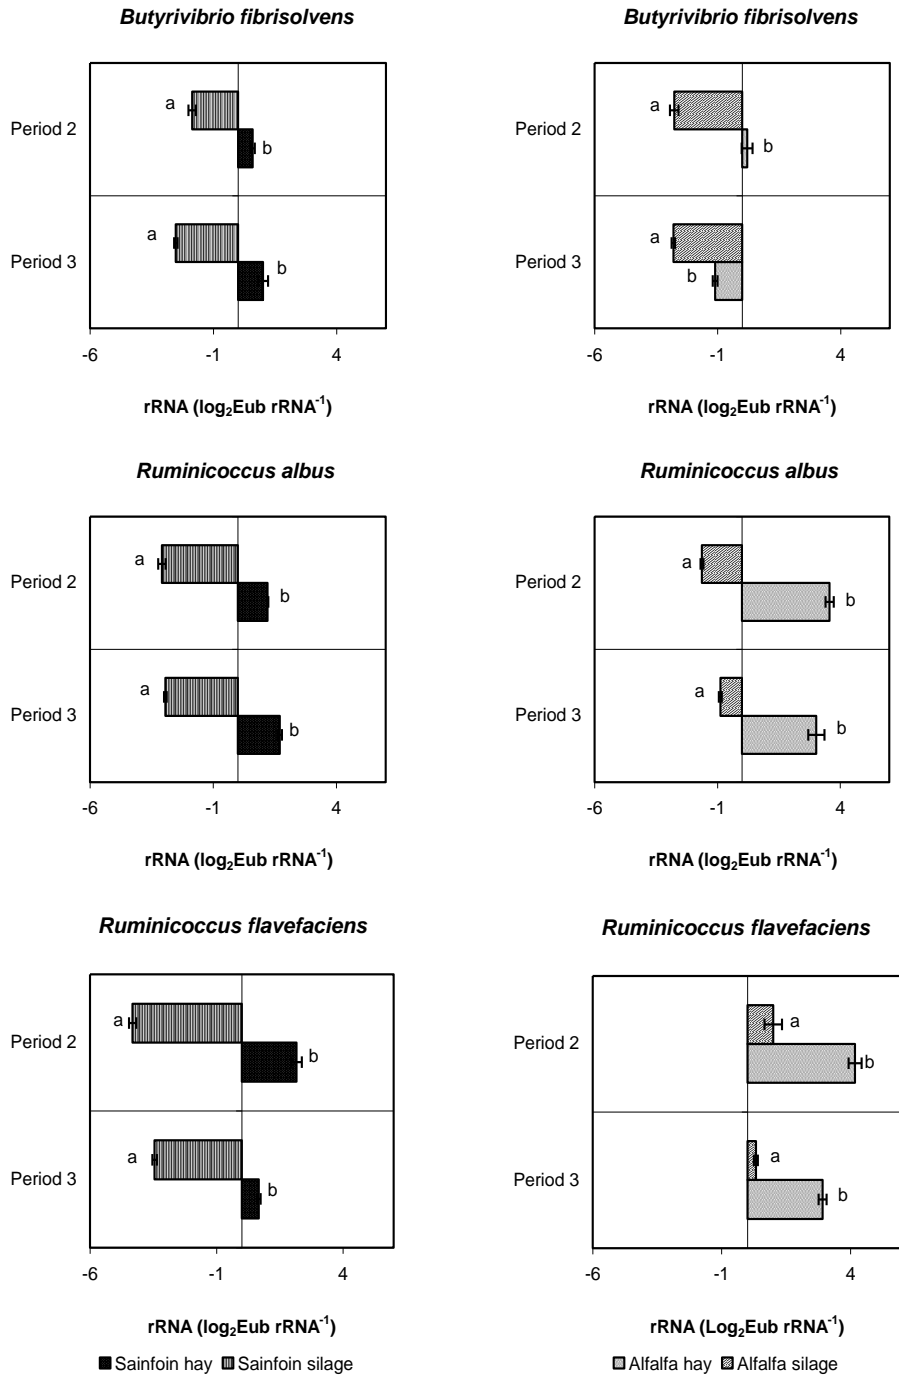 Butyrivibrio fibrisolvens
a
Period 2
b
a
Period 3
b
-6 -1 4
rRNA (log₂Eub rRNA⁻¹)
Butyrivibrio fibrisolvens
a
Period 2
b
a
Period 3
b
-6 -1 4
rRNA (log₂Eub rRNA⁻¹)
Ruminicoccus albus
a
Period 2
b
a
Period 3
b
-6 -1 4
rRNA (log₂Eub rRNA⁻¹)
Ruminicoccus albus
a
Period 2
b
a
Period 3
b
-6 -1 4
rRNA (log₂Eub rRNA⁻¹)
Ruminicoccus flavefaciens
a
Period 2
b
a
Period 3
b
-6 -1 4
rRNA (log₂Eub rRNA⁻¹)
Sainfoin hay Sainfoin silage
Ruminicoccus flavefaciens
a
Period 2
b
a
Period 3
b
-6 -1 4
rRNA (Log₂Eub rRNA⁻¹)
Alfalfa hay Alfalfa silage